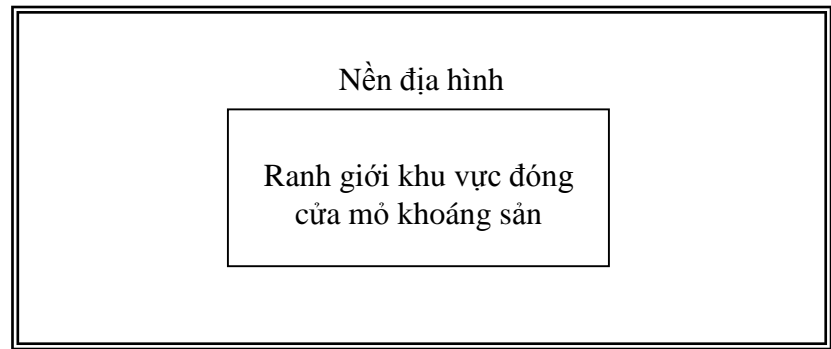 Nền địa hình
Ranh giới khu vực đóng
cửa mỏ khoáng sản